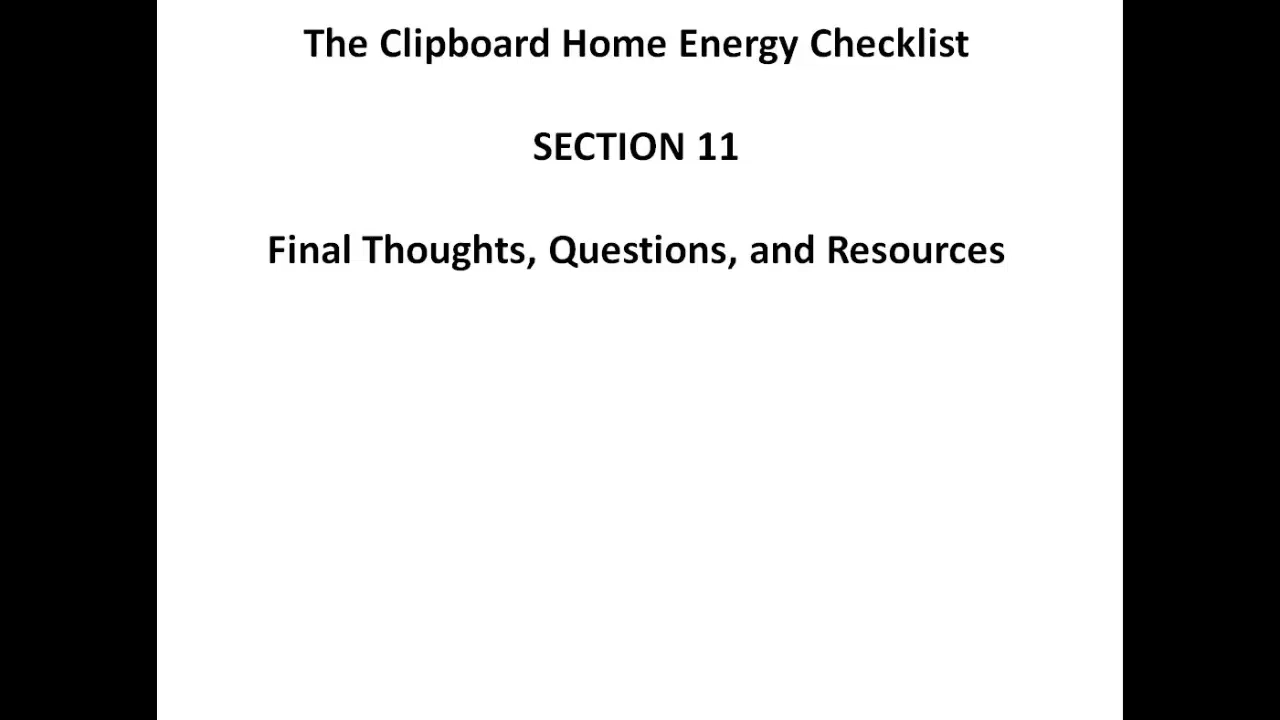 The Clipboard Home Energy Checklist
SECTION 11
Final Thoughts, Questions, and Resources